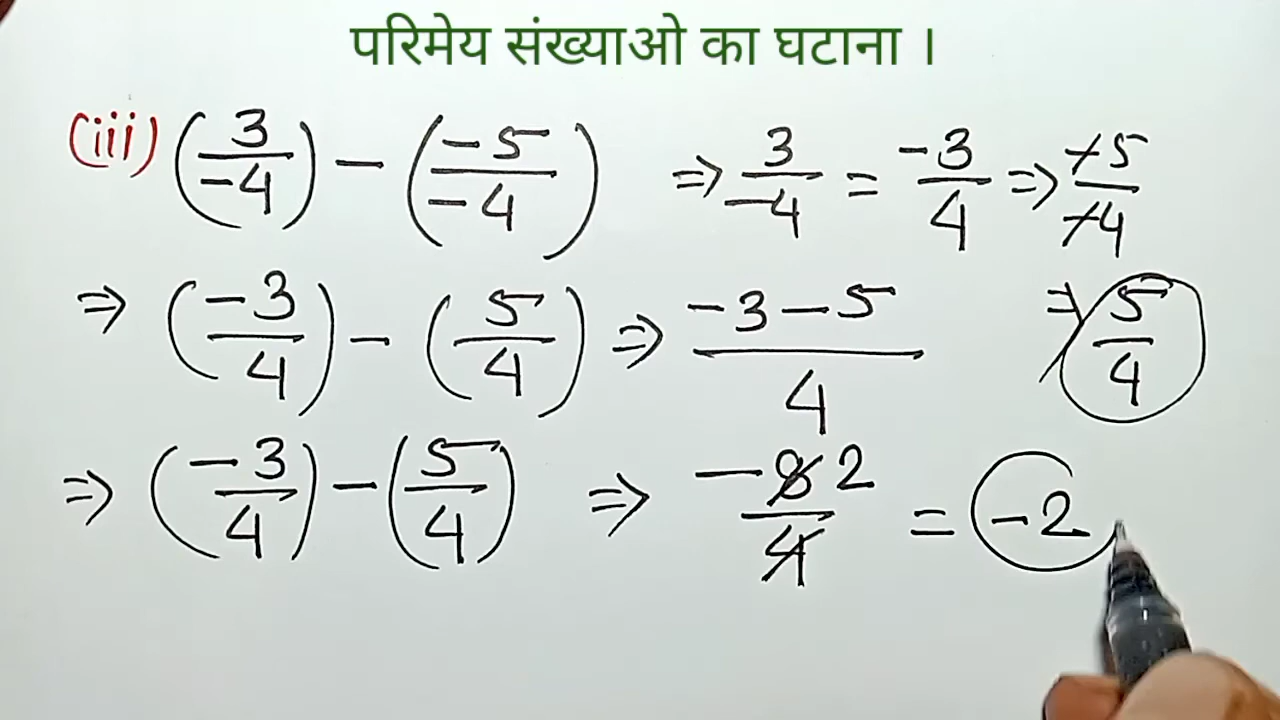 परिमेय संख्याओ का घटाना ।
(iii) (3/-4) - (-5/-4) ⇒ 3/-4 = -3/4 ⇒ -5/-4
⇒ (-3/4) - (5/4) ⇒ -3-5/4 ⇒ 5/4
⇒ (-3/4) - (5/4) ⇒ -8/4 2 = -2